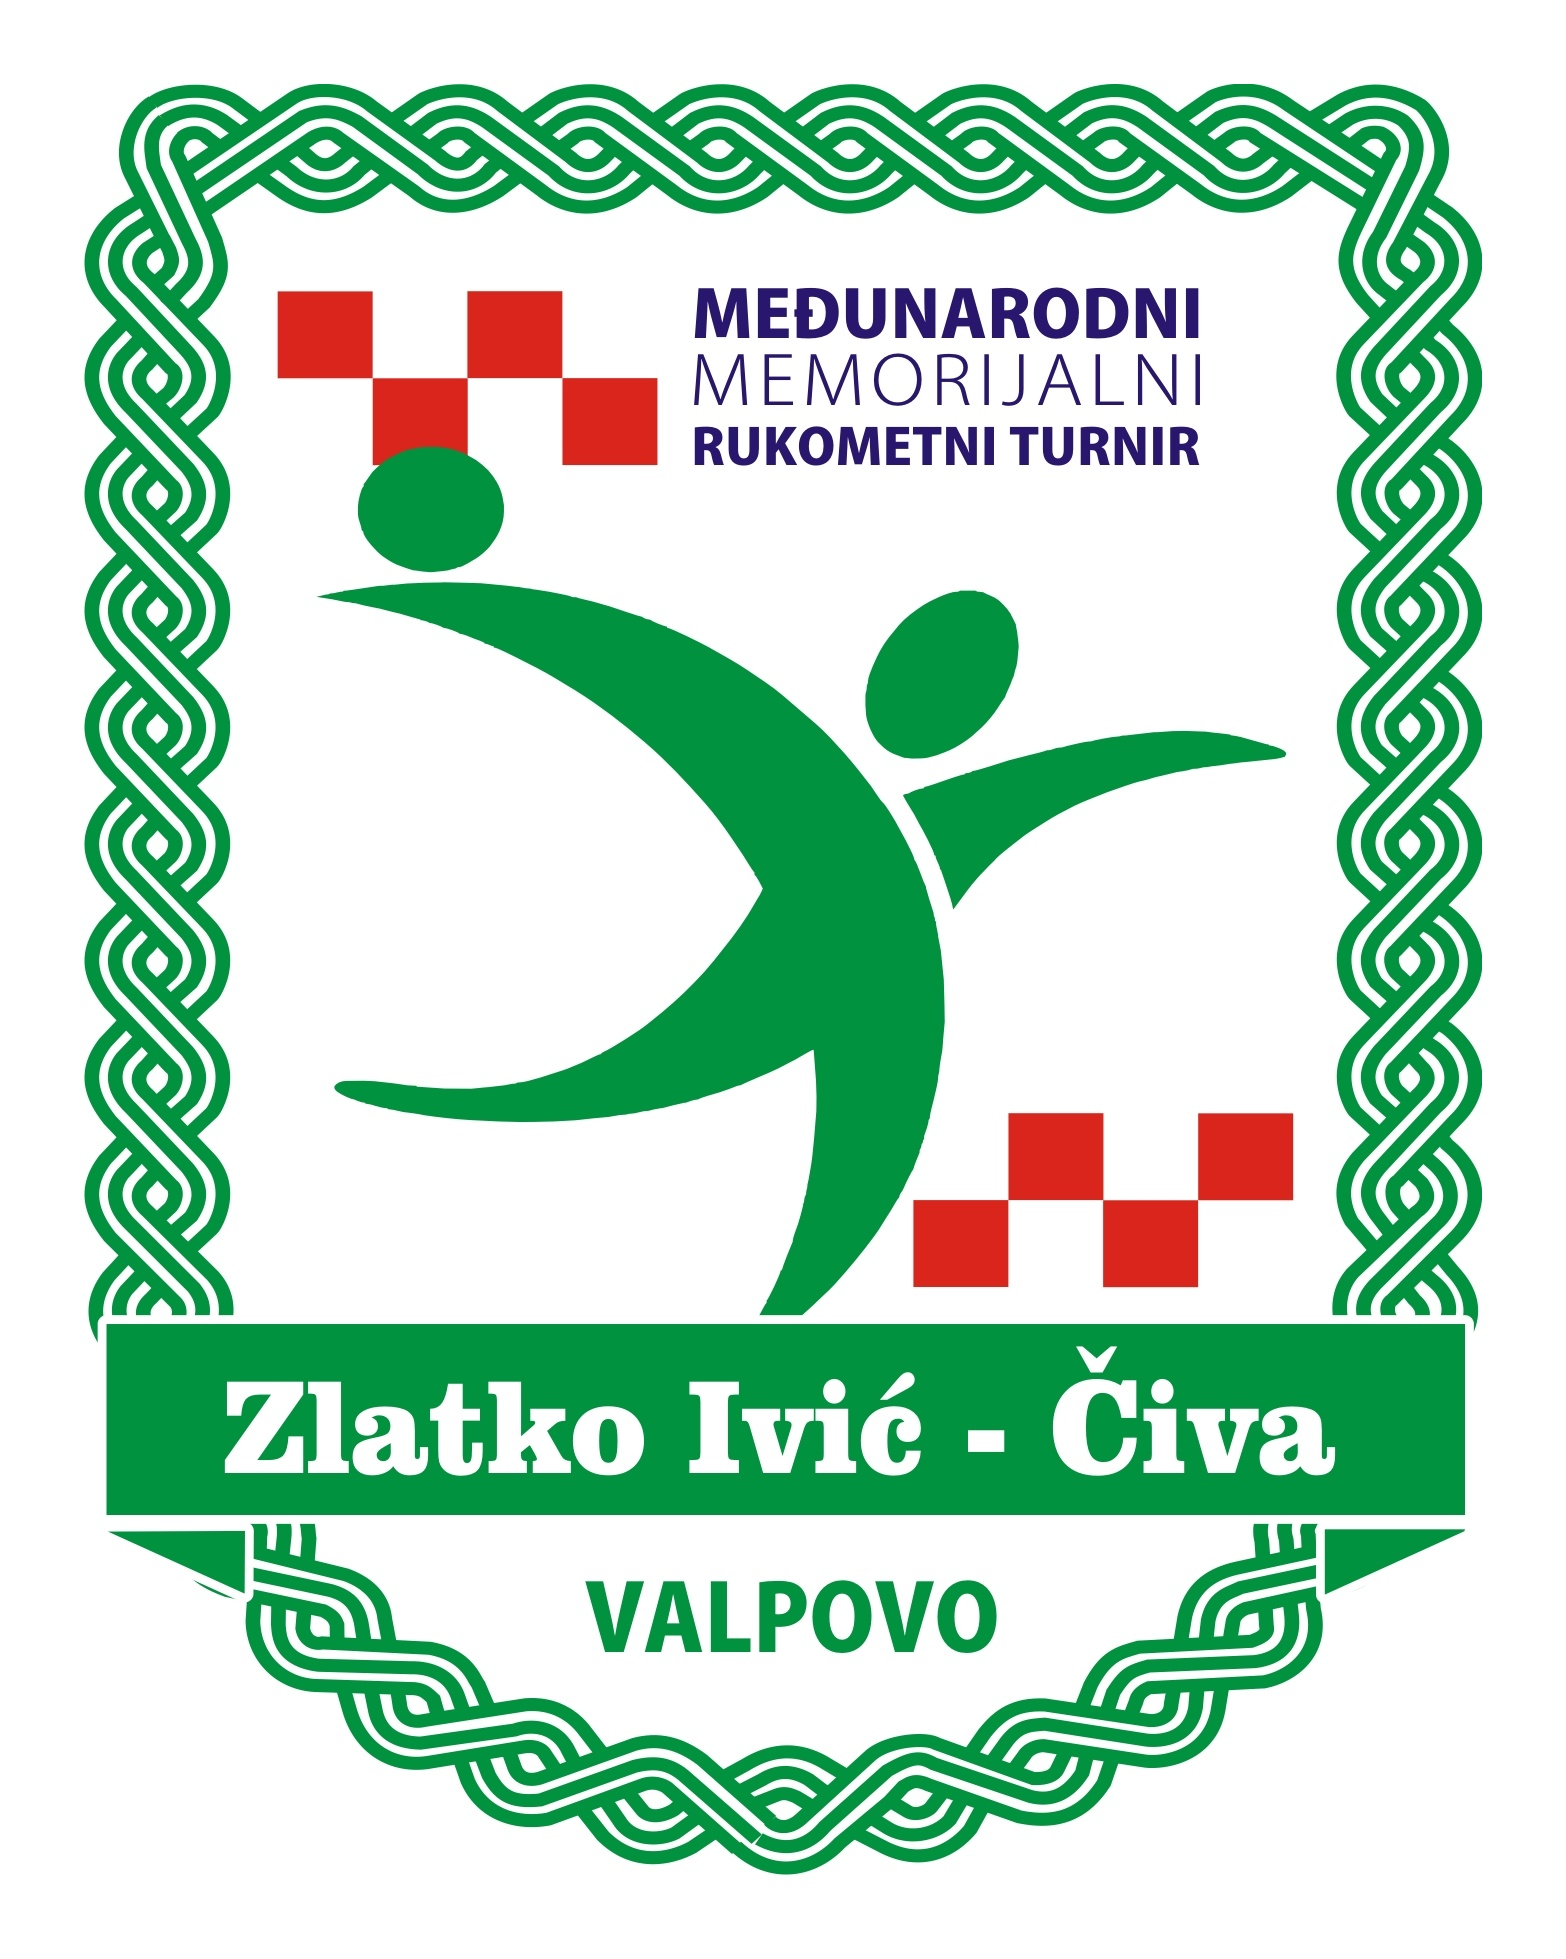 MEĐUNARODNI
MEMORIJALNI
RUKOMETNI TURNIR
Zlatko Ivić - Čiva
VALPOVO